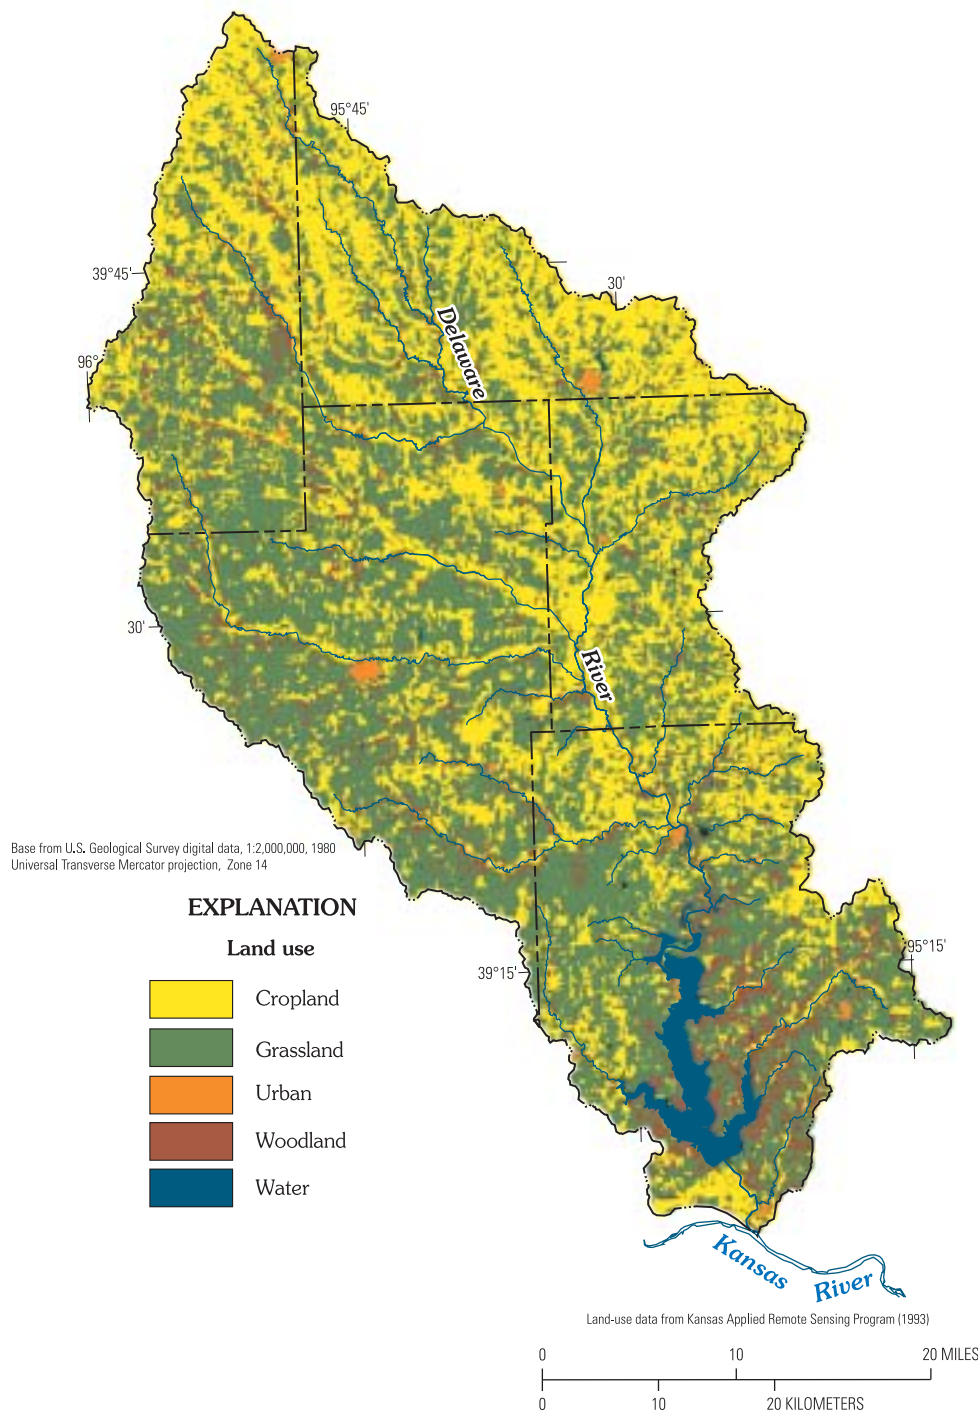 95°45'
39°45'
30'
Delaware
96°
30'
River
Base from U.S. Geological Survey digital data, 1:2,000,000, 1980
Universal Transverse Mercator projection, Zone 14
EXPLANATION
Land use
Cropland
Grassland
Urban
Woodland
Water
95°15'
39°15'
Kansas River
Land-use data from Kansas Applied Remote Sensing Program (1993)
0 10 20 MILES
0 10 20 KILOMETERS